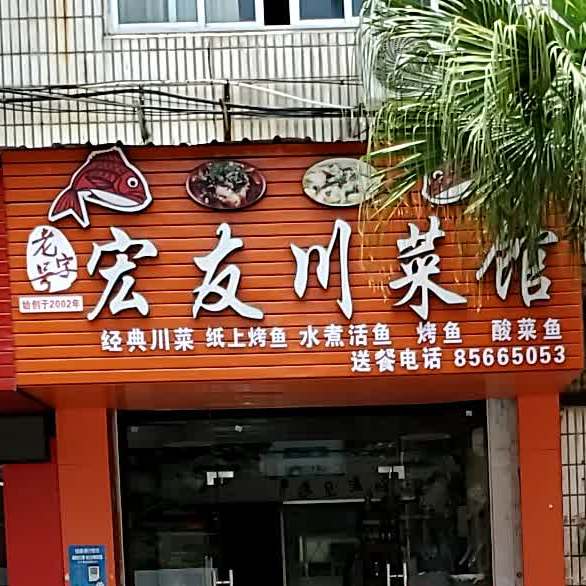 老字号
始创于2002年
宏友川菜馆
经典川菜 纸上烤鱼 水煮活鱼 烤鱼 酸菜鱼
送餐电话 85665053